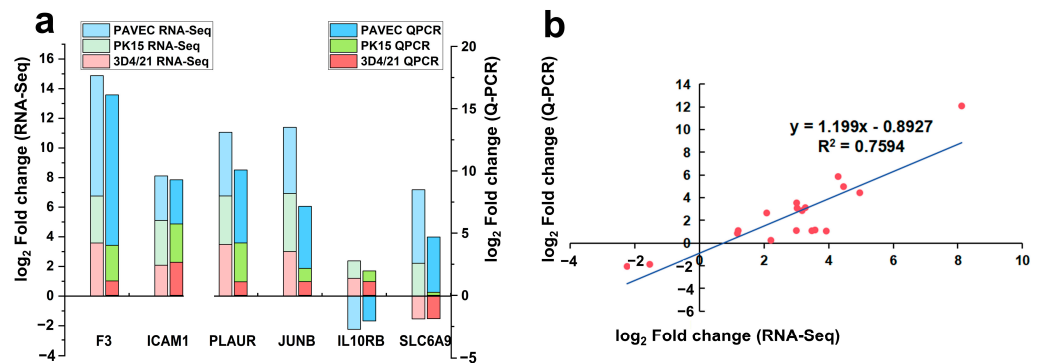 a
PAVEC RNA-Seq
PK15 RNA-Seq
3D4/21 RNA-Seq
PAVEC QPCR
PK15 QPCR
3D4/21 QPCR
log2 Fold change (RNA-Seq)
16
14
12
10
8
6
4
2
0
−2
−4
F3 ICAM1 PLAUR JUNB IL10RB SLC6A9
20
15
10
5
0
−5
log2 Fold change (Q-PCR)
b
log2 Fold change (Q-PCR)
14
12
10
8
6
4
2
0
−2
−4
−6
y = 1.199x - 0.8927
R2 = 0.7594
−4 −2 0 2 4 6 8 10
log2 Fold change (RNA-Seq)